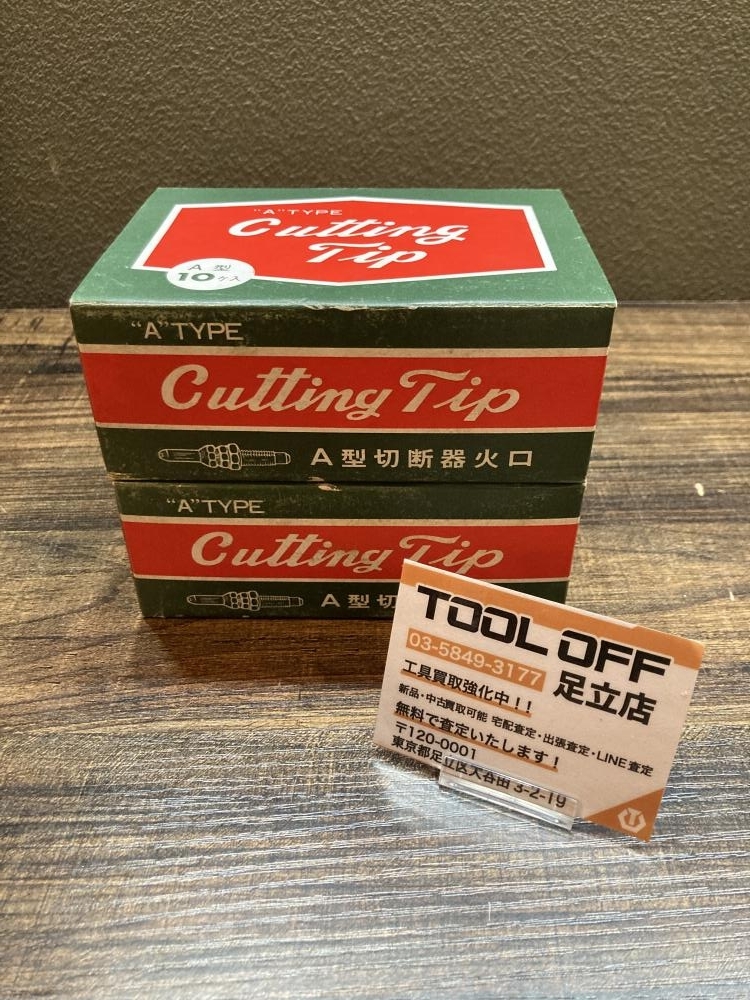 "A" TYPE
Cutting
Tip
A 型
10ケ入
"A" TYPE
Cutting Tip
A型切断器火口
"A" TYPE
Cutting Tip
A型切
TOOL OFF
03-5849-3177 足立店
工具買取強化中!!
新品・中古買取可能 宅配査定・出張査定・LINE査定
無料で査定いたします!
〒120-0001
東京都足立区大谷田3-2-19